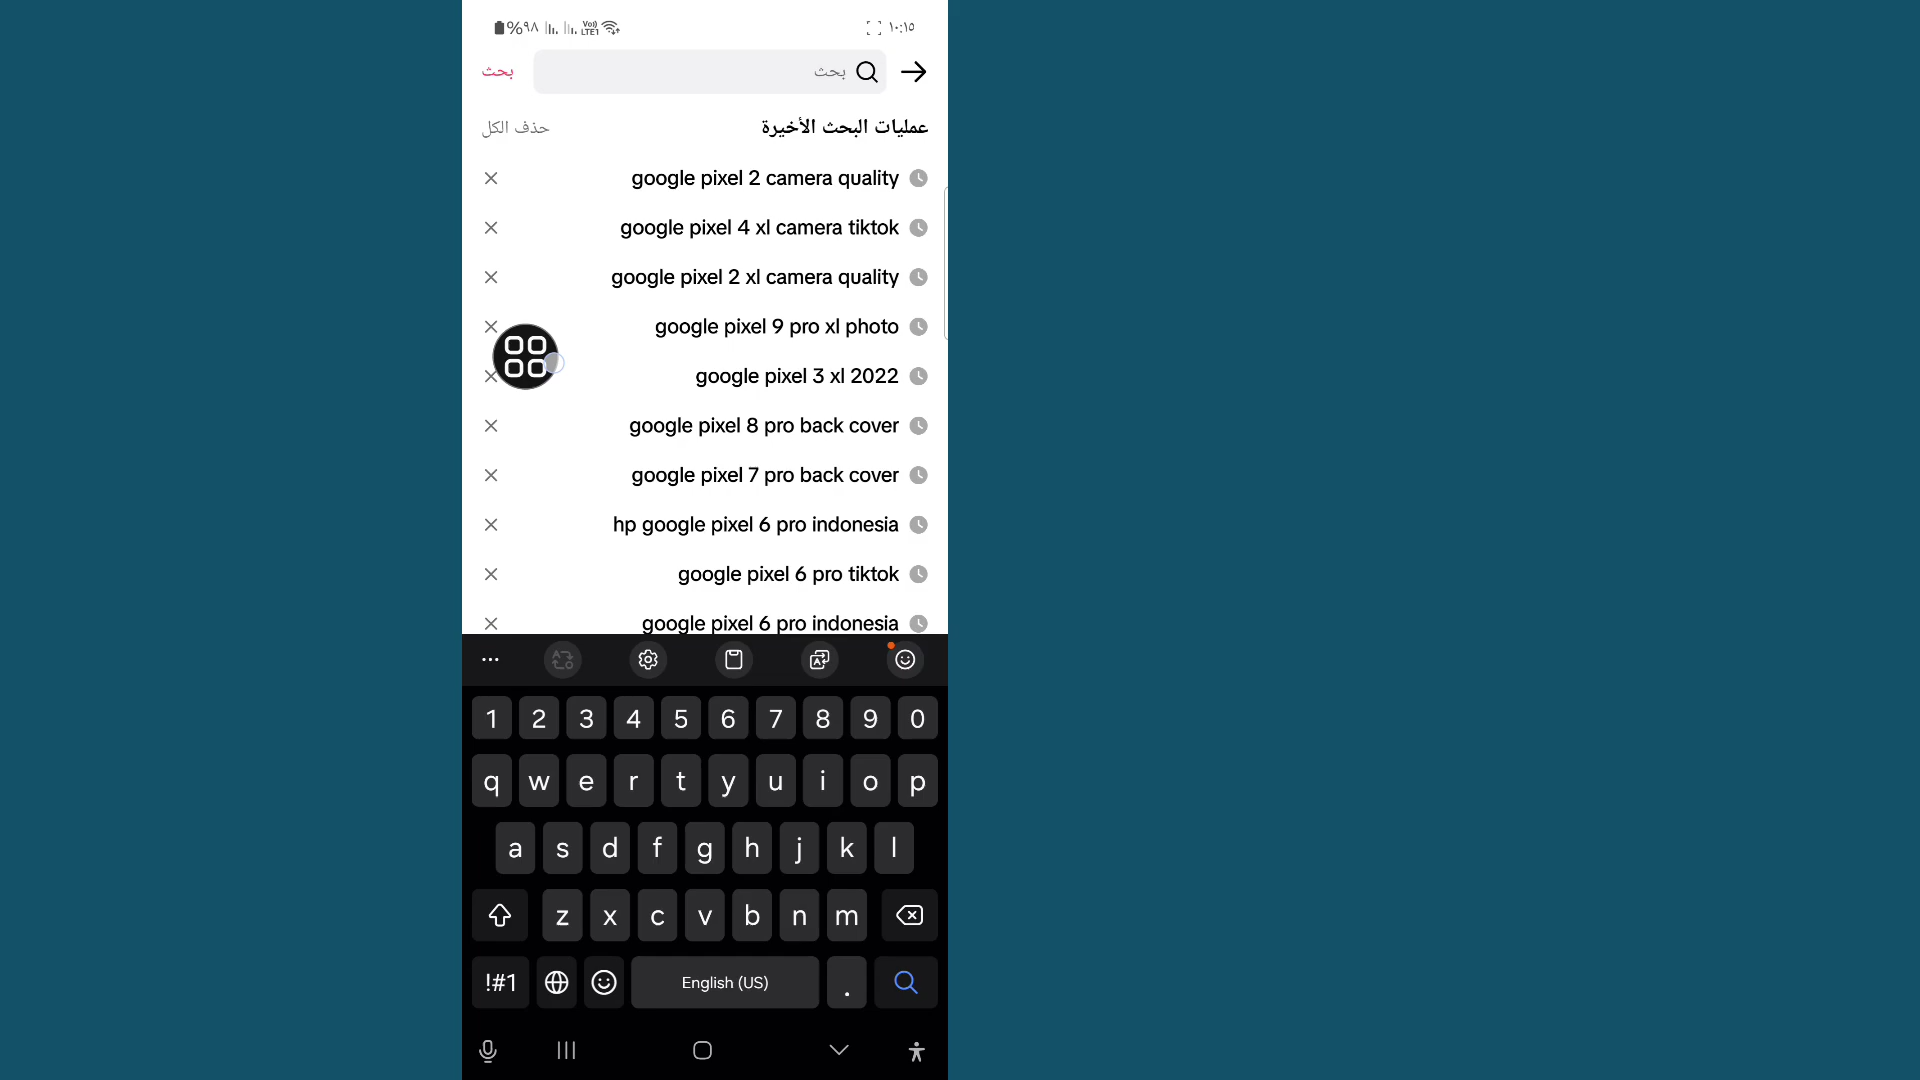 ١٠:١٥ %٩٨ Vo)) LTE1
بحث بحث
عمليات البحث الأخيرة حذف الكل
google pixel 2 camera quality
google pixel 4 xl camera tiktok
google pixel 2 xl camera quality
google pixel 9 pro xl photo
google pixel 3 xl 2022
google pixel 8 pro back cover
google pixel 7 pro back cover
hp google pixel 6 pro indonesia
google pixel 6 pro tiktok
google pixel 6 pro indonesia
1 2 3 4 5 6 7 8 9 0
q w e r t y u i o p
a s d f g h j k l
z x c v b n m
!#1 English (US) .